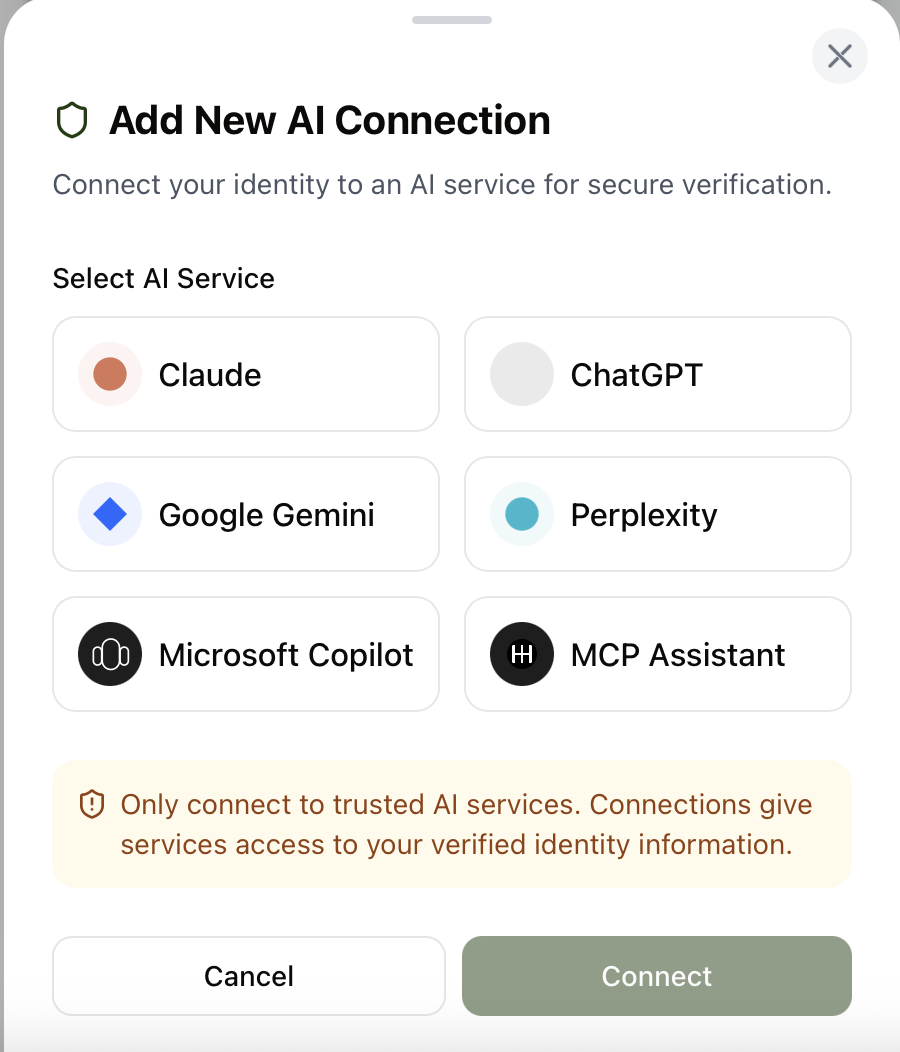 Add New AI Connection
Connect your identity to an AI service for secure verification.
Select AI Service
Claude
ChatGPT
Google Gemini
Perplexity
Microsoft Copilot
MCP Assistant
Only connect to trusted AI services. Connections give
services access to your verified identity information.
Cancel
Connect